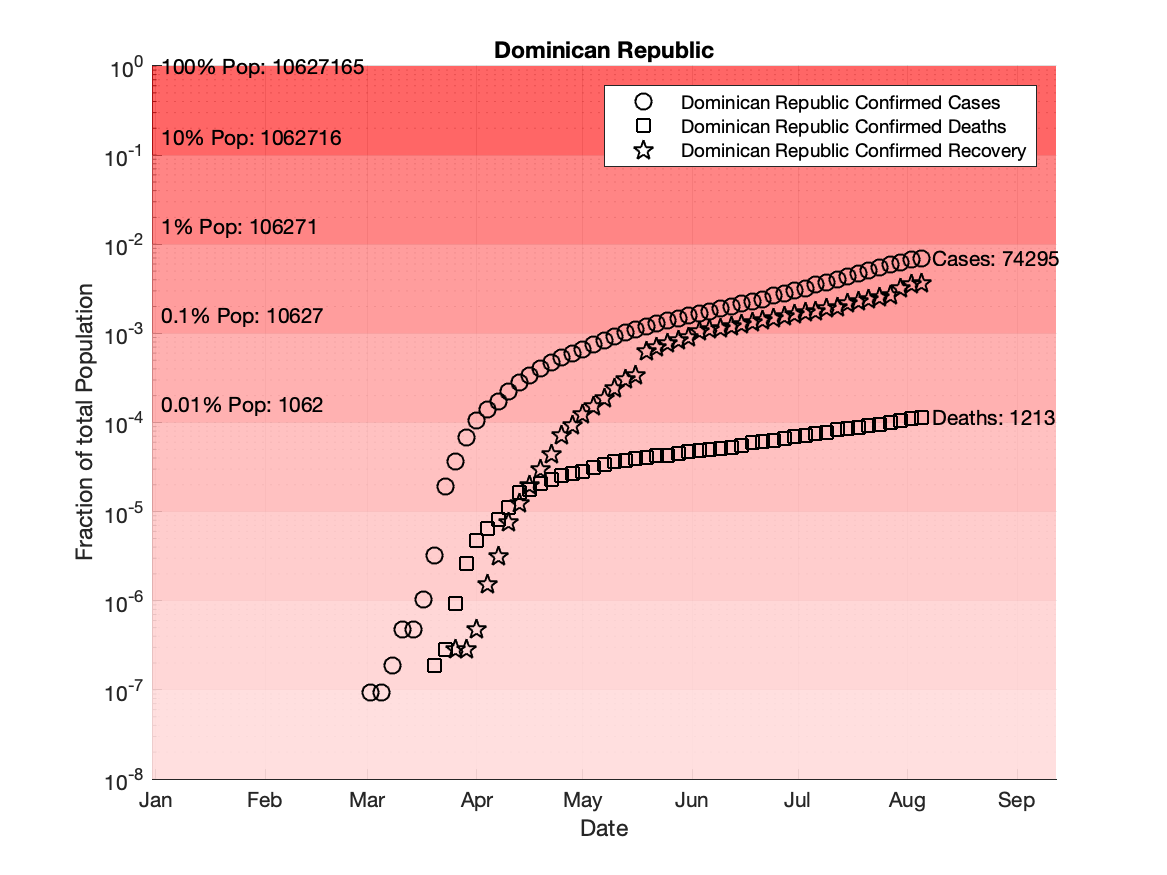 Dominican Republic
10^0
100% Pop: 10627165
Dominican Republic Confirmed Cases
Dominican Republic Confirmed Deaths
Dominican Republic Confirmed Recovery
10% Pop: 1062716
10^-1
1% Pop: 106271
10^-2
Cases: 74295
0.1% Pop: 10627
10^-3
0.01% Pop: 1062
10^-4
Deaths: 1213
10^-5
10^-6
10^-7
10^-8
Fraction of total Population
Jan Feb Mar Apr May Jun Jul Aug Sep
Date